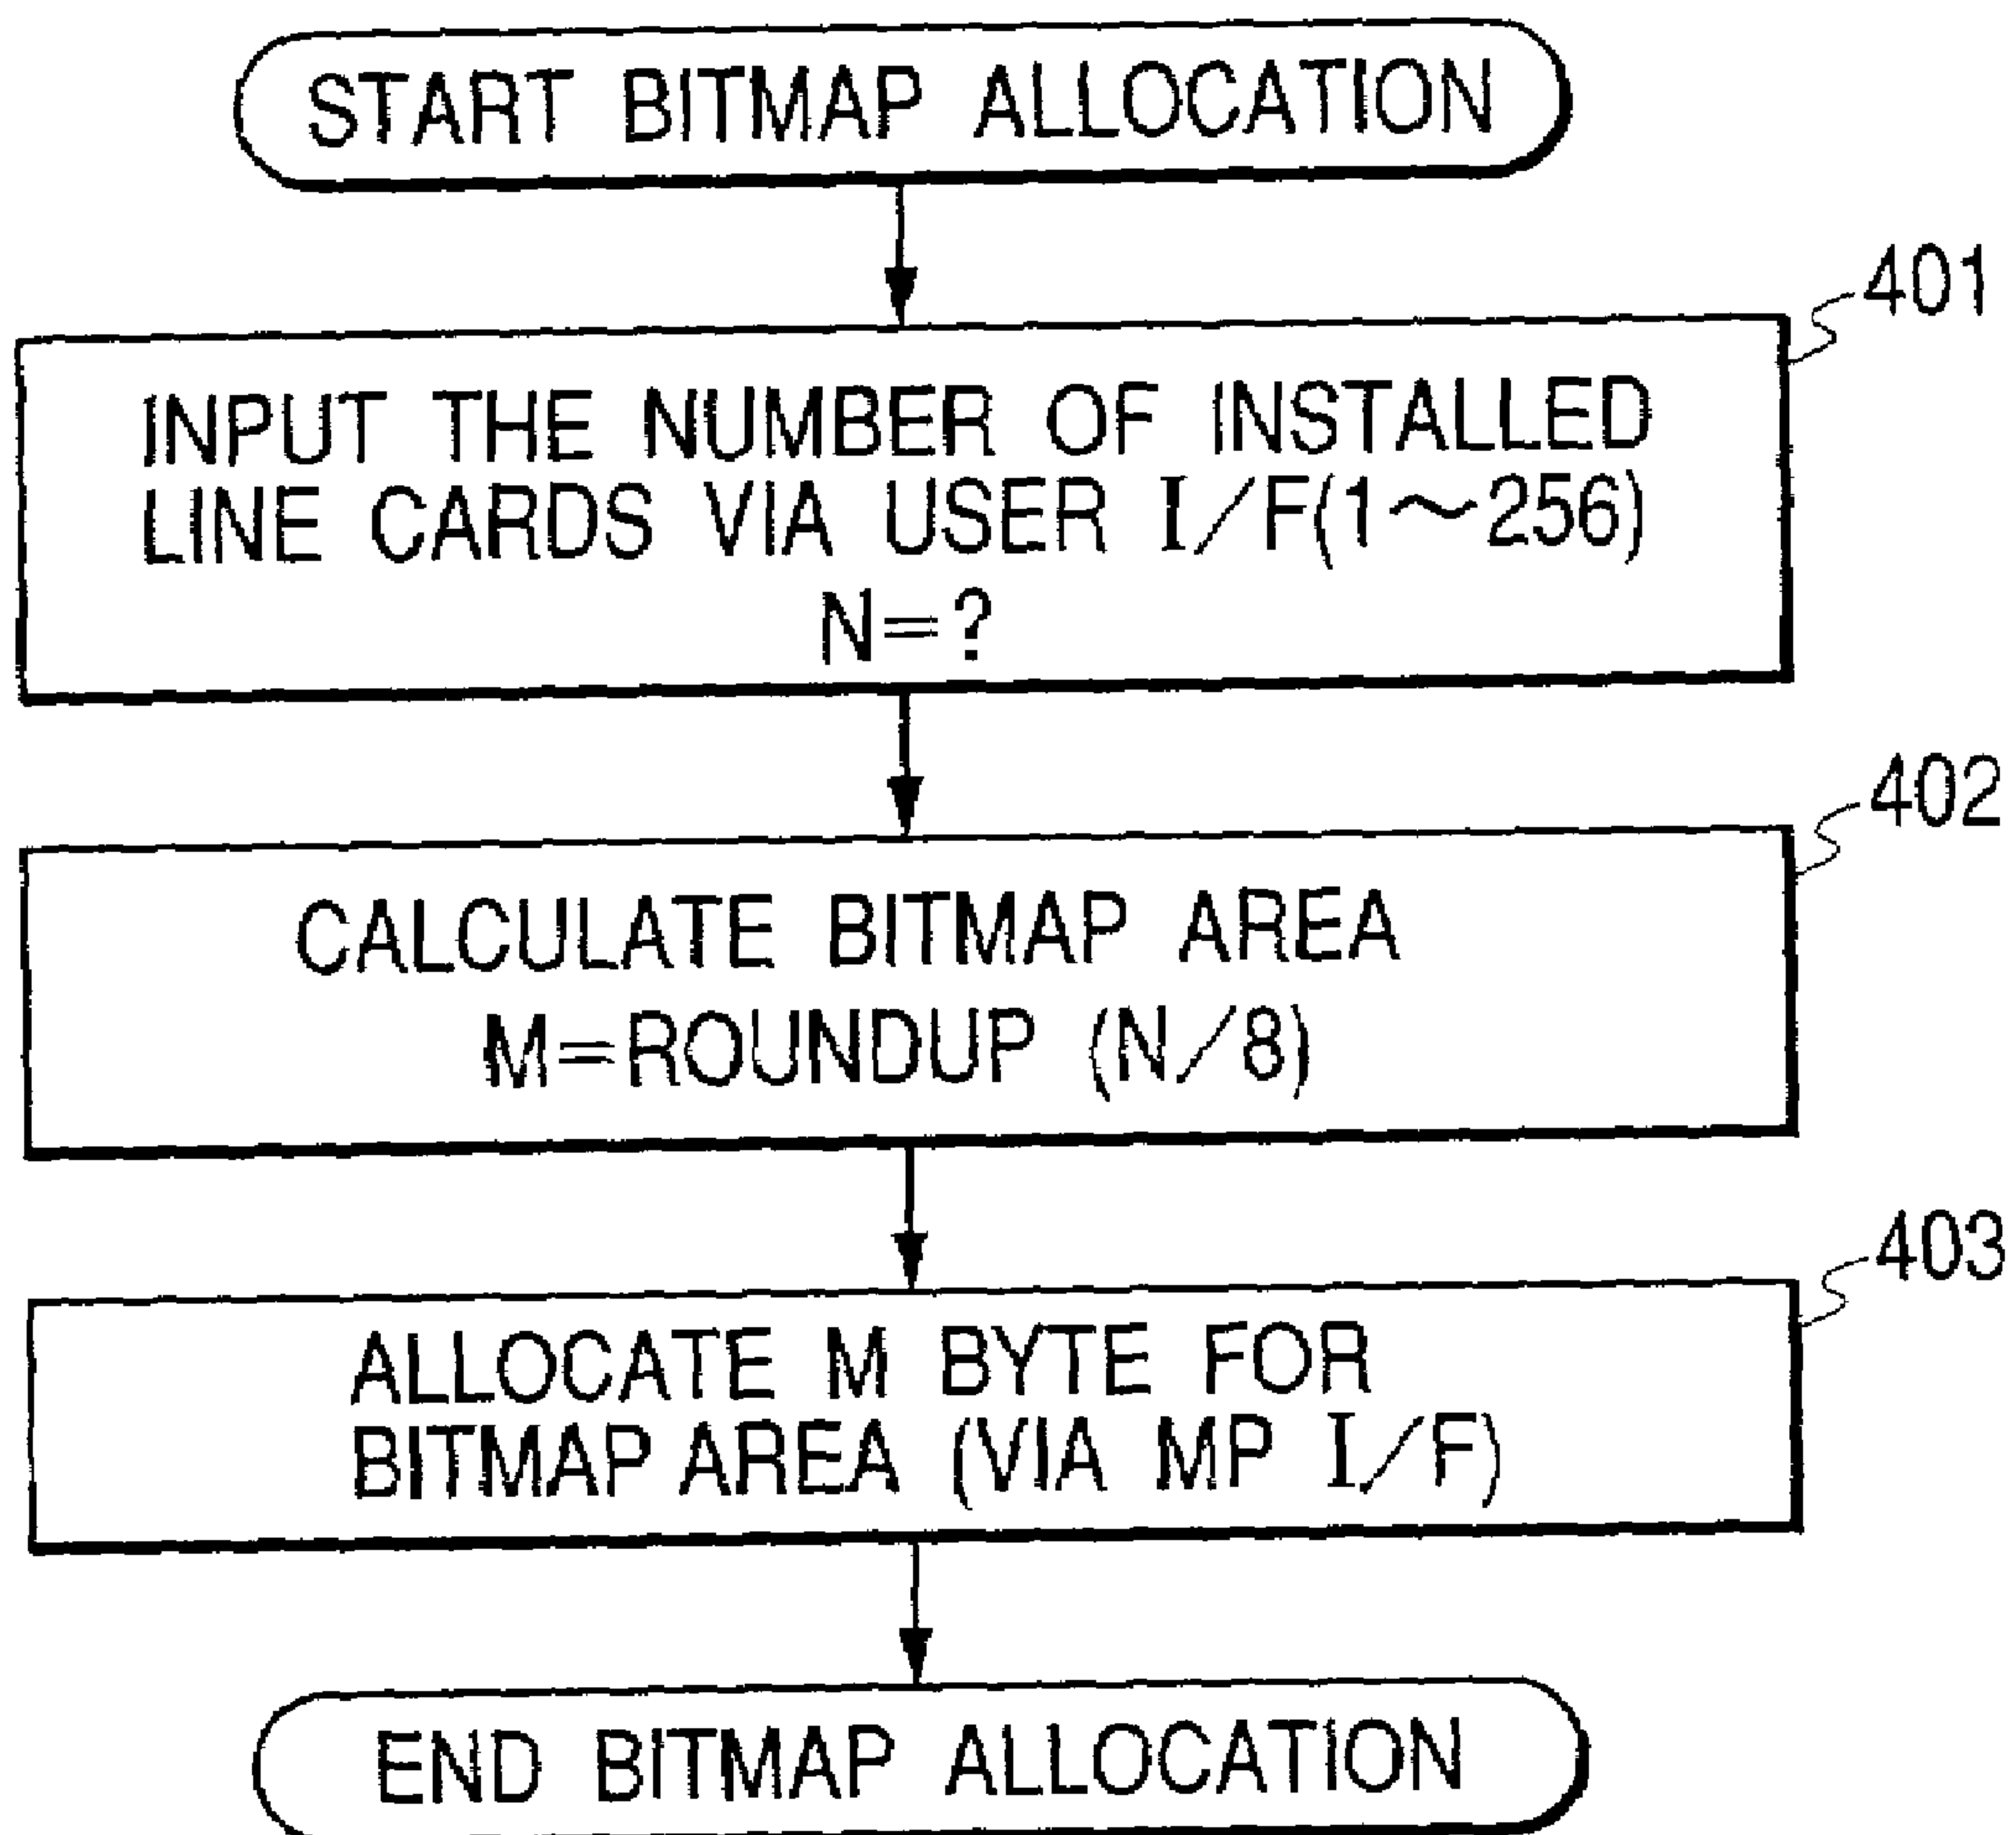 START BITMAP ALLOCATION
401
INPUT THE NUMBER OF INSTALLED
LINE CARDS VIA USER I/F(1~256)
N=?
402
CALCULATE BITMAP AREA
M=ROUNDUP (N/8)
403
ALLOCATE M BYTE FOR
BITMAP AREA (VIA MP I/F)
END BITMAP ALLOCATION